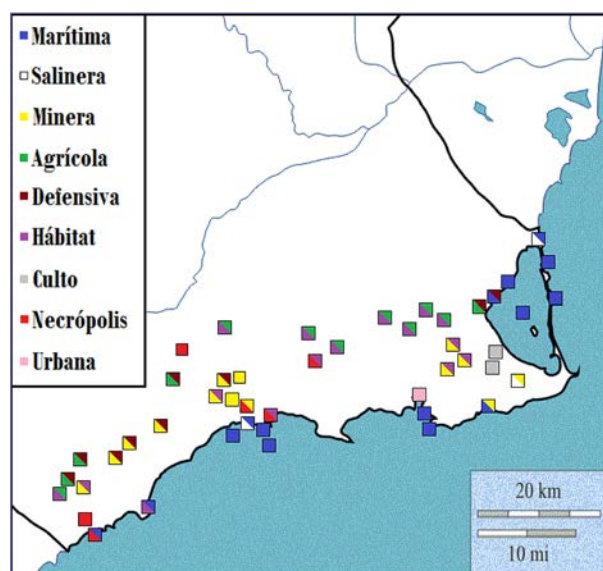 Marítima
Salinera
Minera
Agrícola
Defensiva
Hábitat
Culto
Necrópolis
Urbana
20 km
10 mi